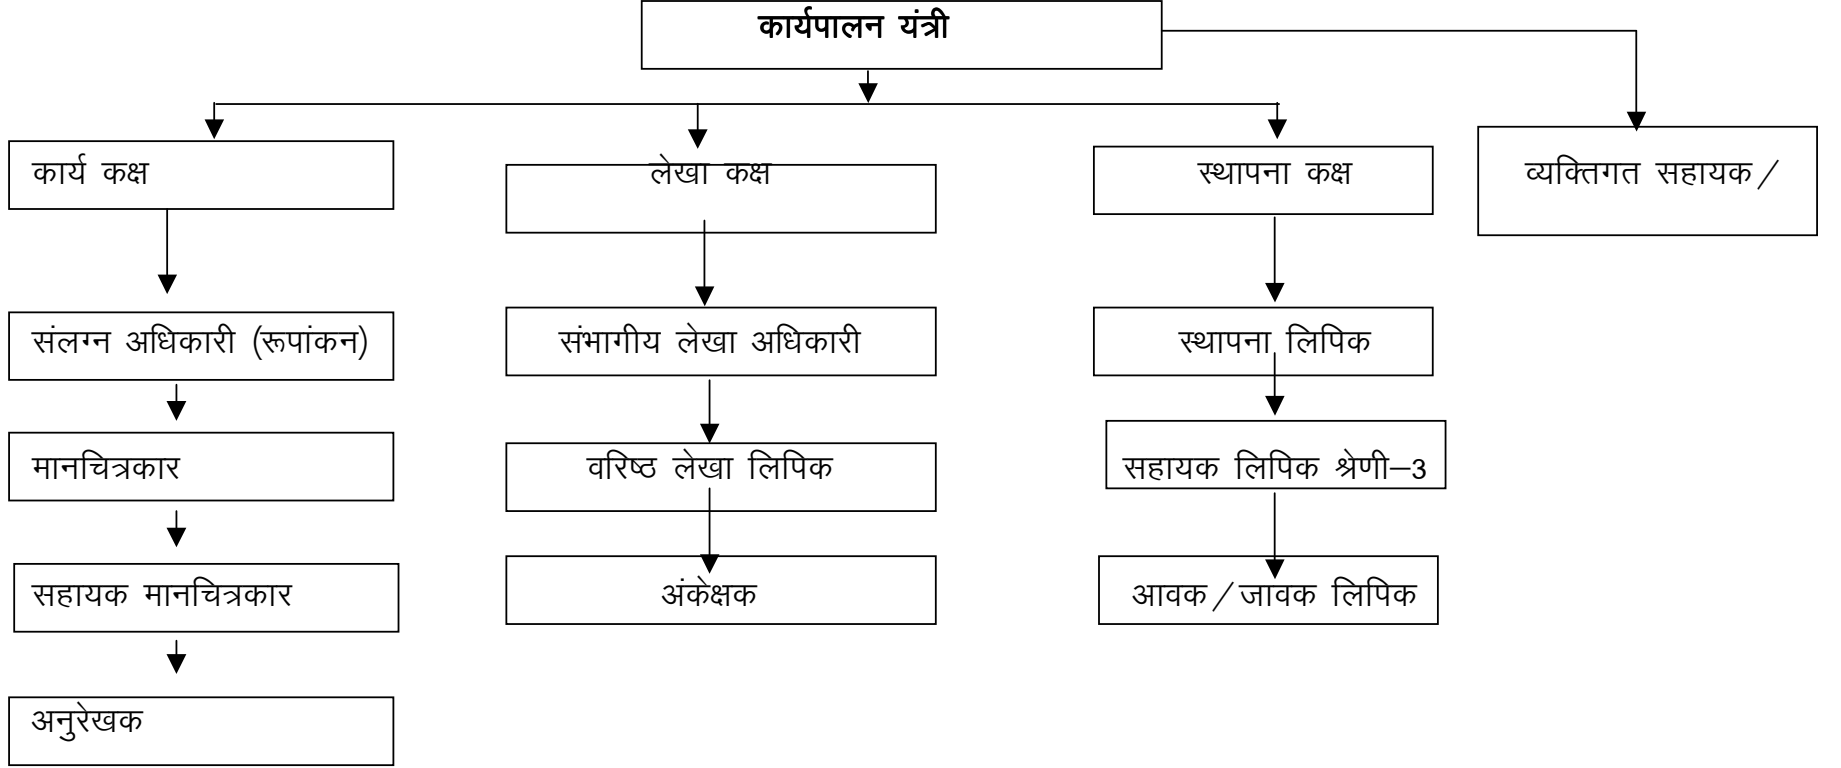 कार्यपालन यंत्री
कार्य कक्ष
लेखा कक्ष
स्थापना कक्ष
व्यक्तिगत सहायक/
संलग्न अधिकारी (रूपांकन)
संभागीय लेखा अधिकारी
स्थापना लिपिक
मानचित्रकार
वरिष्ठ लेखा लिपिक
सहायक लिपिक श्रेणी–3
सहायक मानचित्रकार
अंकेक्षक
आवक/जावक लिपिक
अनुरेखक